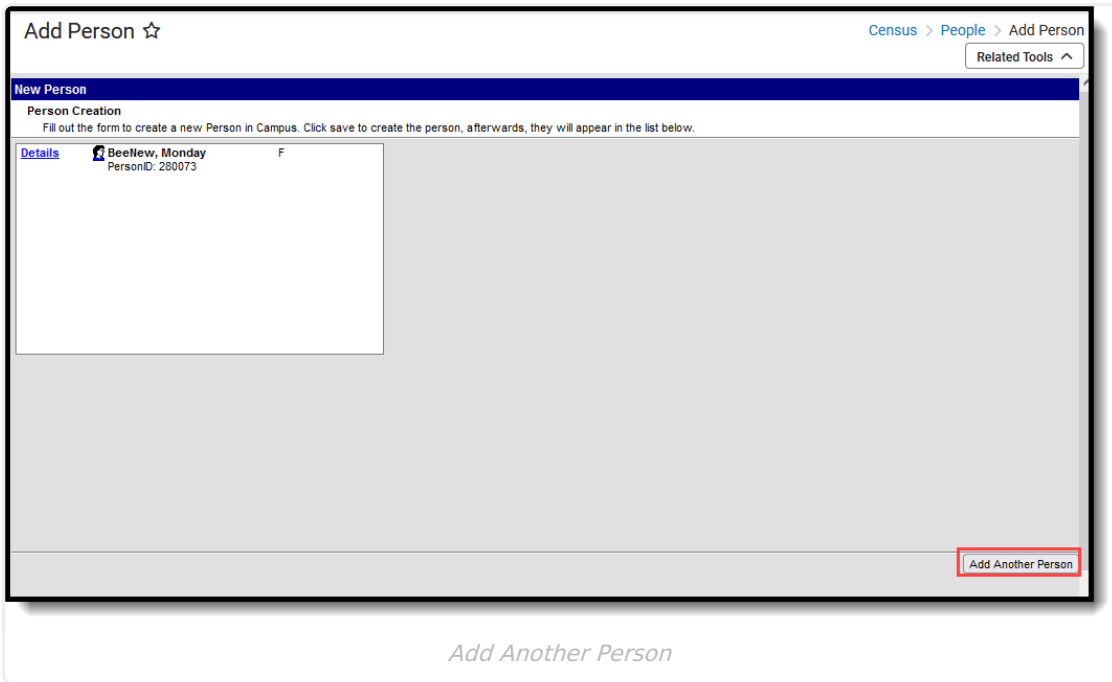 Add Person
Census > People > Add Person
Related Tools
New Person
Person Creation
Fill out the form to create a new Person in Campus. Click save to create the person, afterwards, they will appear in the list below.
Details BeeNew, Monday F
PersonID: 280073
Add Another Person
Add Another Person